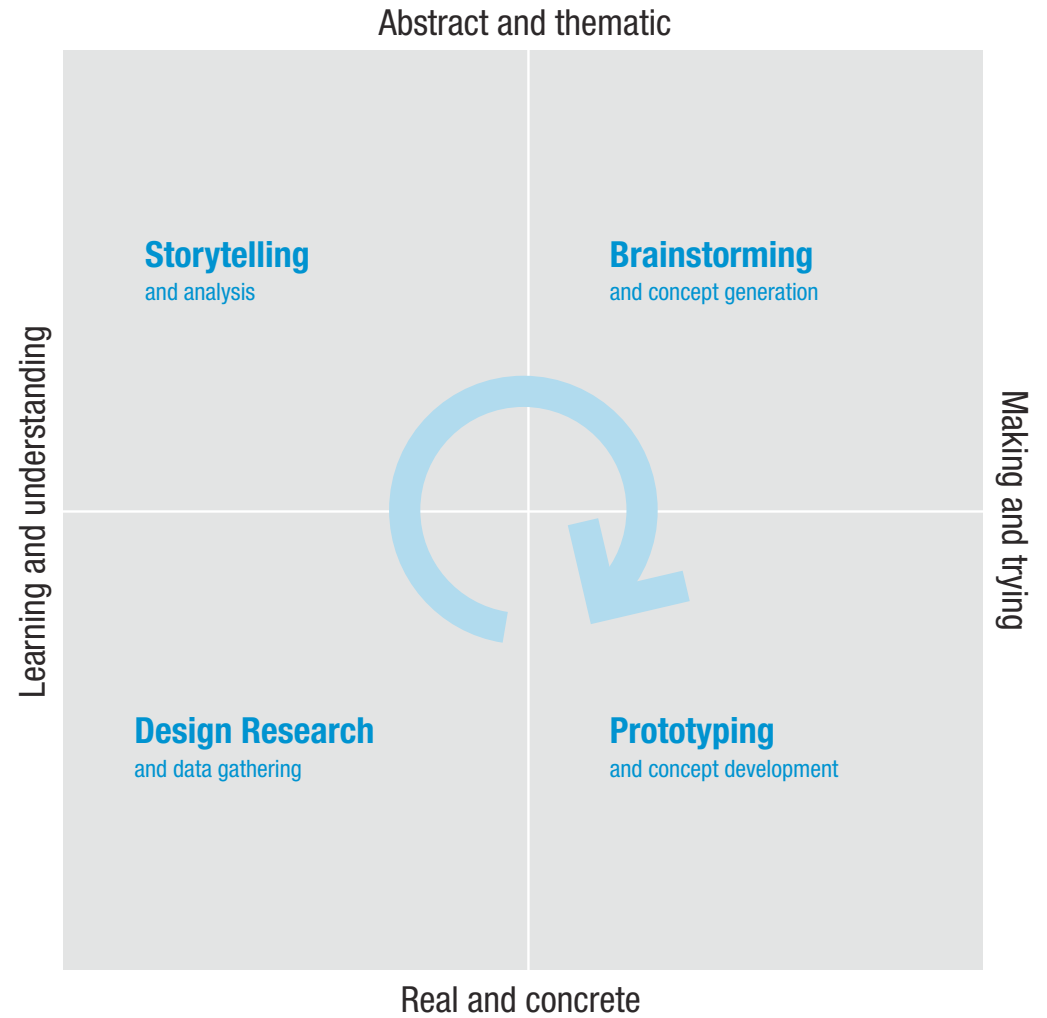 Abstract and thematic
Storytelling
and analysis
Brainstorming
and concept generation
Learning and understanding
Making and trying
Design Research
and data gathering
Prototyping
and concept development
Real and concrete